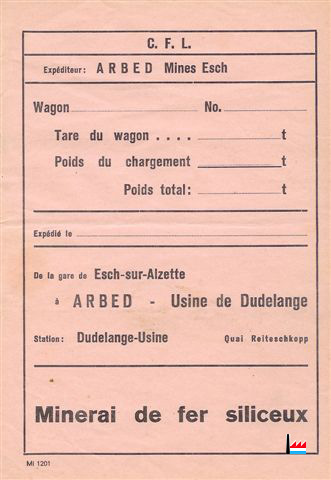 C. F. L.
Expéditeur: ARBED Mines Esch
Wagon No.
Tare du wagon .... t
Poids du chargement t
Poids total: t
Expédié le
De la gare de Esch-sur-Alzette
à ARBED - Usine de Dudelange
Station: Dudelange-Usine Quai Reiteschkopp
Minerai de fer siliceux
Mi 1201